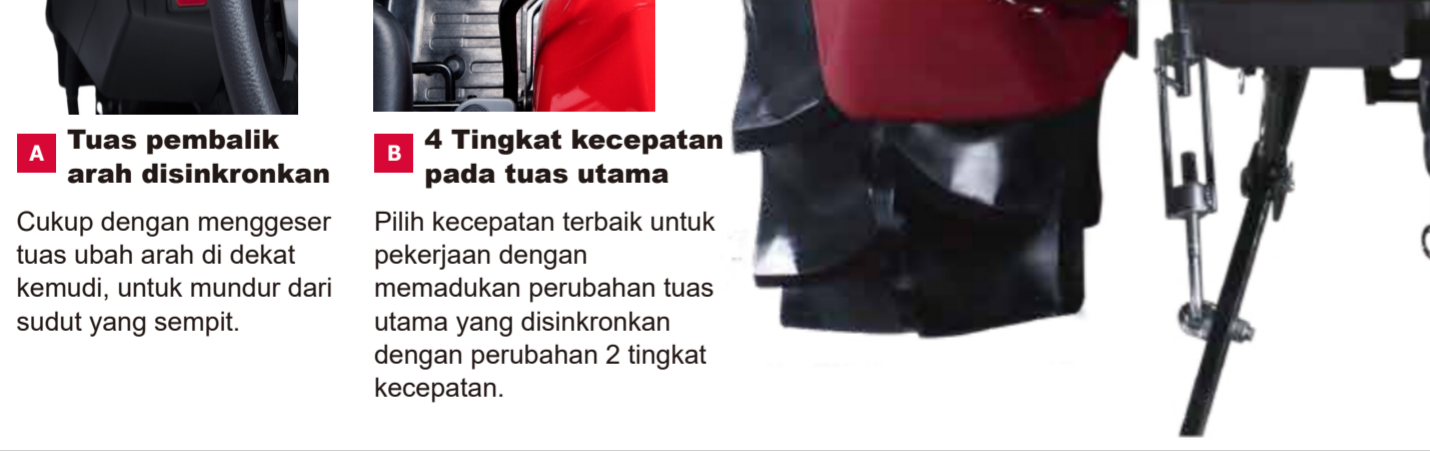 A
Tuas pembalik
arah disinkronkan
Cukup dengan menggeser
tuas ubah arah di dekat
kemudi, untuk mundur dari
sudut yang sempit.
B
4 Tingkat kecepatan
pada tuas utama
Pilih kecepatan terbaik untuk
pekerjaan dengan
memadukan perubahan tuas
utama yang disinkronkan
dengan perubahan 2 tingkat
kecepatan.